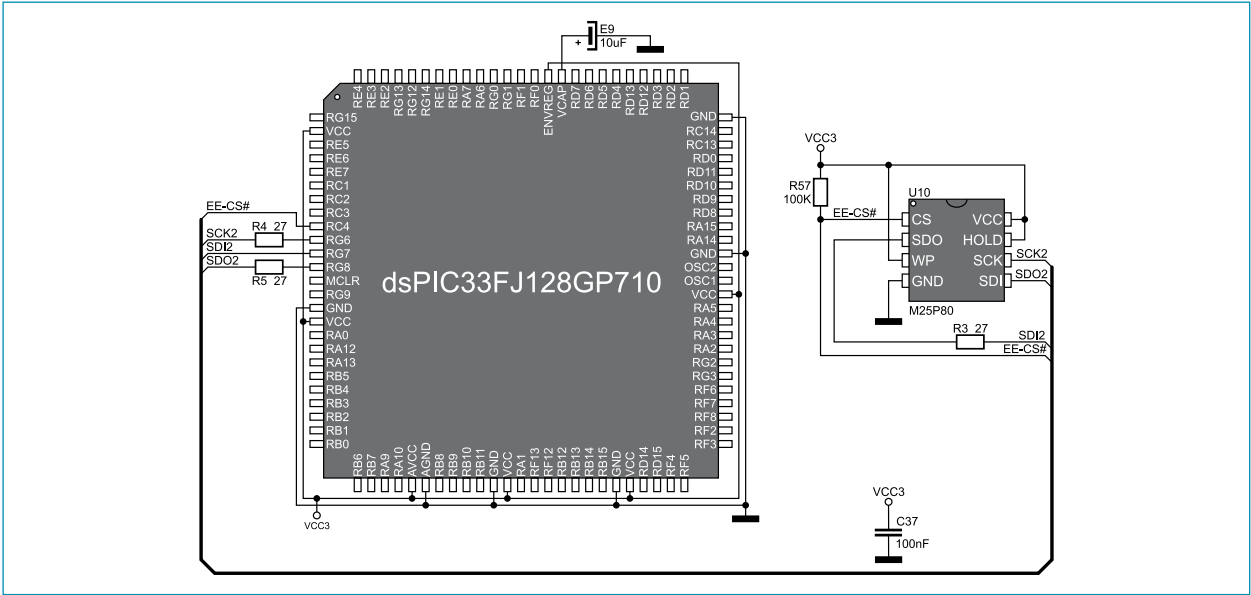 E9
+ 10uF
RE4 RE3 RE2 RG13 RG12 RG14 RE1 RE0 RA7 RA6 RG0 RG1 RF1 RF0 ENVREG VCAP RD7 RD6 RD5 RD4 RD13 RD12 RD3 RD2 RD1
RG15
VCC
RE5
RE6
RE7
RC1
RC2
RC3
RC4
RG6
RG7
RG8
MCLR
RG9
GND
VCC
RA0
RA12
RA13
RB5
RB4
RB3
RB2
RB1
RB0
EE-CS#
SCK2
R4 27
SDI2
SDO2
R5 27
dsPIC33FJ128GP710
GND
RC14
RC13
RD0
RD11
RD10
RD9
RD8
RA15
RA14
GND
OSC2
OSC1
VCC
RA5
RA4
RA3
RA2
RG2
RG3
RF6
RF7
RF8
RF2
RF3
RB6 RB7 RA9 RA10 AVCC AGND RB8 RB9 RB10 RB11 GND VCC RA1 RF13 RF12 RB12 RB13 RB14 RB15 GND VCC RD14 RD15 RF4 RF5
VCC3
VCC3
R57
100K
EE-CS#
U10
CS VCC
SDO HOLD
WP SCK
GND SDI
M25P80
SCK2
SDO2
R3 27
SDI2
EE-CS#
VCC3
C37
100nF